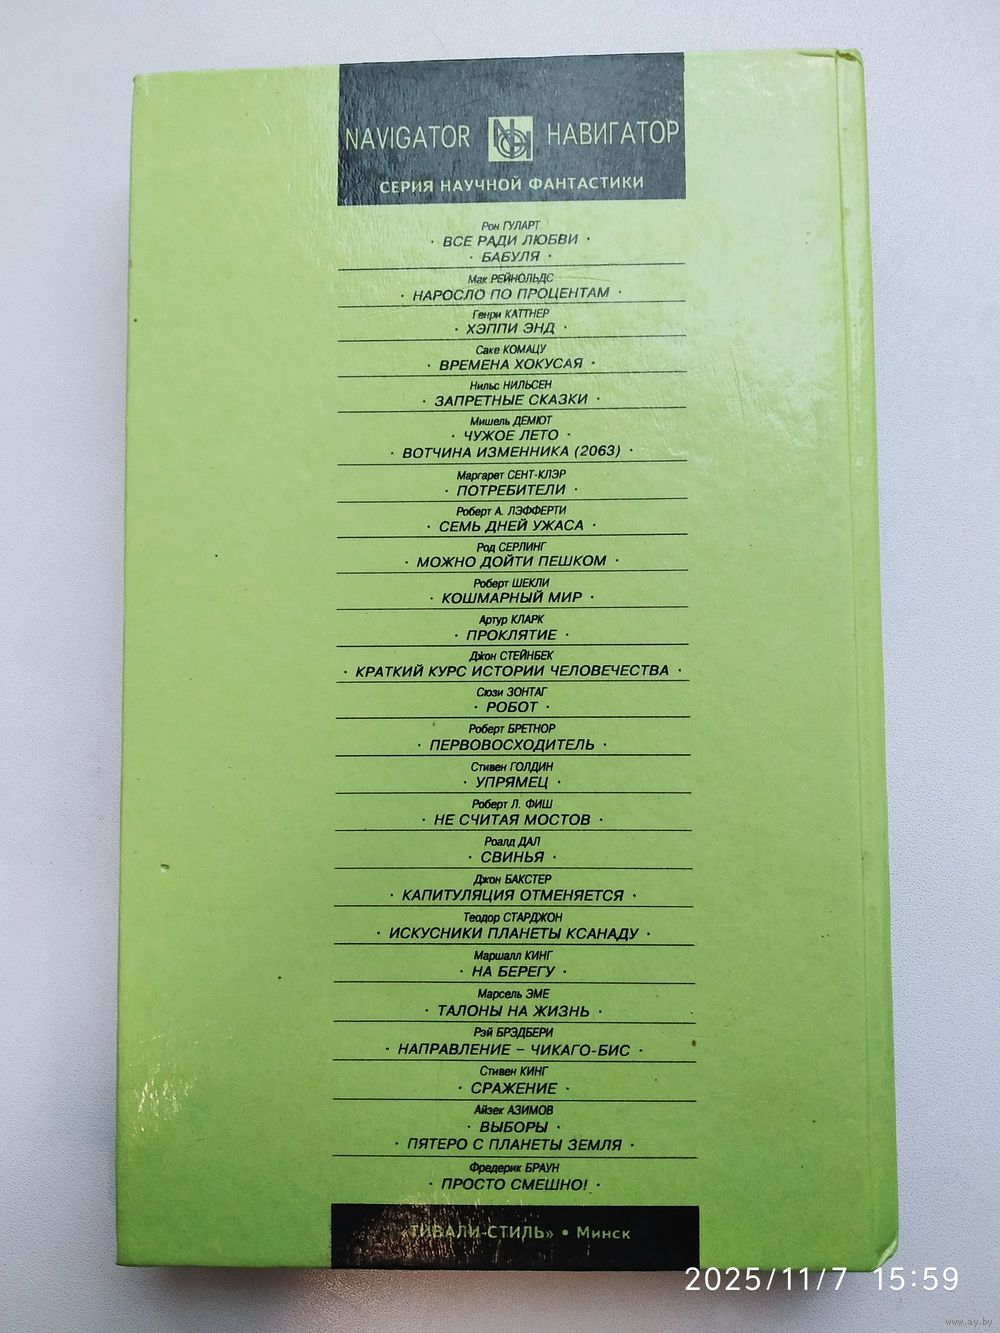 NAVIGATOR НАВИГАТОР
СЕРИЯ НАУЧНОЙ ФАНТАСТИКИ
Рон ГУЛАРТ
· ВСЕ РАДИ ЛЮБВИ ·
· БАБУЛЯ ·
Мак РЕЙНОЛЬДС
· НАРОСЛО ПО ПРОЦЕНТАМ ·
Генри КАТТНЕР
· ХЭППИ ЭНД ·
Саке КОМАЦУ
· ВРЕМЕНА ХОКУСАЯ ·
Нильс НИЛЬСЕН
· ЗАПРЕТНЫЕ СКАЗКИ ·
Мишель ДЕМЮТ
· ЧУЖОЕ ЛЕТО ·
· ВОТЧИНА ИЗМЕННИКА (2063) ·
Маргарет СЕНТ-КЛЭР
· ПОТРЕБИТЕЛИ ·
Роберт А. ЛЭФФЕРТИ
· СЕМЬ ДНЕЙ УЖАСА ·
Род СЕРЛИНГ
· МОЖНО ДОЙТИ ПЕШКОМ ·
Роберт ШЕКЛИ
· КОШМАРНЫЙ МИР ·
Артур КЛАРК
· ПРОКЛЯТИЕ ·
Джон СТЕЙНБЕК
· КРАТКИЙ КУРС ИСТОРИИ ЧЕЛОВЕЧЕСТВА ·
Сюзи ЗОНТАГ
· РОБОТ ·
Роберт БРЕТНОР
· ПЕРВОВОСХОДИТЕЛЬ ·
Стивен ГОЛДИН
· УПРЯМЕЦ ·
Роберт Л. ФИШ
· НЕ СЧИТАЯ МОСТОВ ·
Роалд ДАЛ
· СВИНЬЯ ·
Джон БАКСТЕР
· КАПИТУЛЯЦИЯ ОТМЕНЯЕТСЯ ·
Теодор СТАРДЖОН
· ИСКУСНИКИ ПЛАНЕТЫ КСАНАДУ ·
Маршалл КИНГ
· НА БЕРЕГУ ·
Марсель ЭМЕ
· ТАЛОНЫ НА ЖИЗНЬ ·
Рэй БРЭДБЕРИ
· НАПРАВЛЕНИЕ – ЧИКАГО-БИС ·
Стивен КИНГ
· СРАЖЕНИЕ ·
Айзек АЗИМОВ
· ВЫБОРЫ ·
· ПЯТЕРО С ПЛАНЕТЫ ЗЕМЛЯ ·
Фредерик БРАУН
· ПРОСТО СМЕШНО! ·
«ТИВАЛИ-СТИЛЬ» • Минск
2025/11/7 15:59
www.ay.by